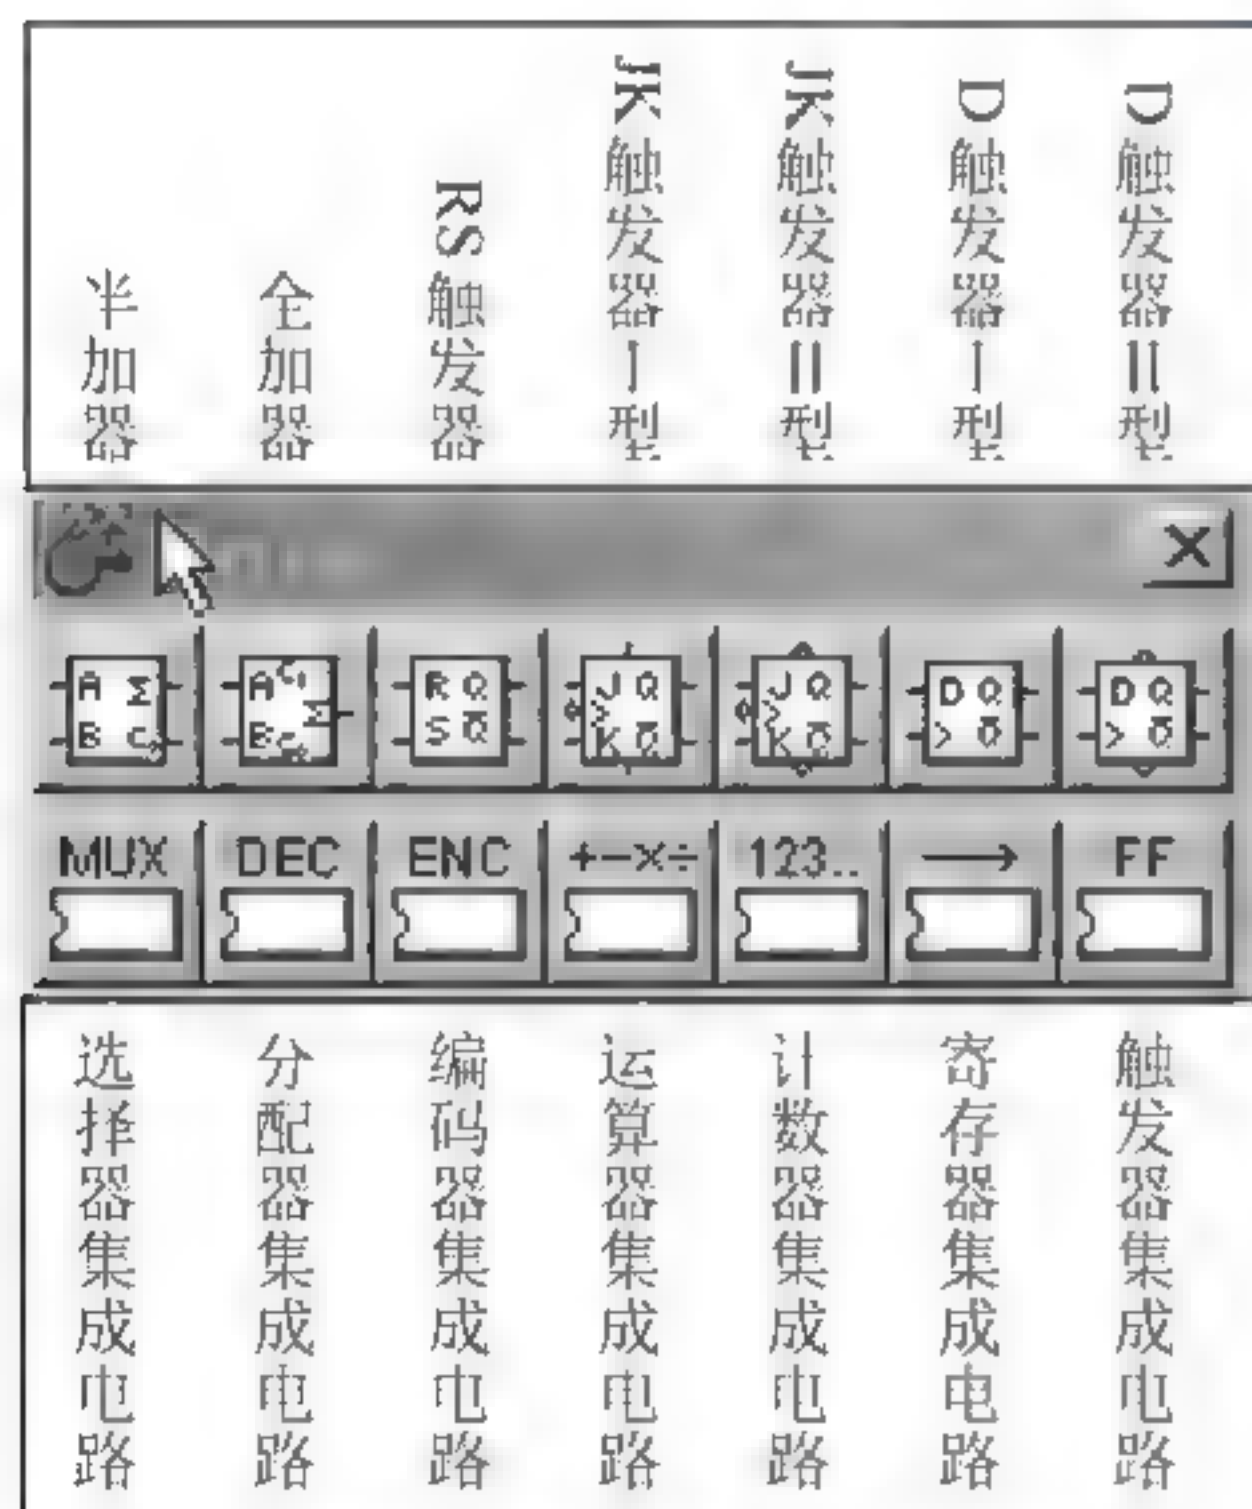 半加器
全加器
RS触发器
JK触发器Ⅰ型
JK触发器Ⅱ型
D触发器Ⅰ型
D触发器Ⅱ型
A Σ
B C₀
A Cᵢ
Σ
B C₀
R Q
S Q̅
J Q
>
K Q̅
J Q
>
K Q̅
D Q
> Q̅
D Q
> Q̅
MUX
DEC
ENC
+−×÷
123..
→
FF
选择器集成电路
分配器集成电路
编码器集成电路
运算器集成电路
计数器集成电路
寄存器集成电路
触发器集成电路